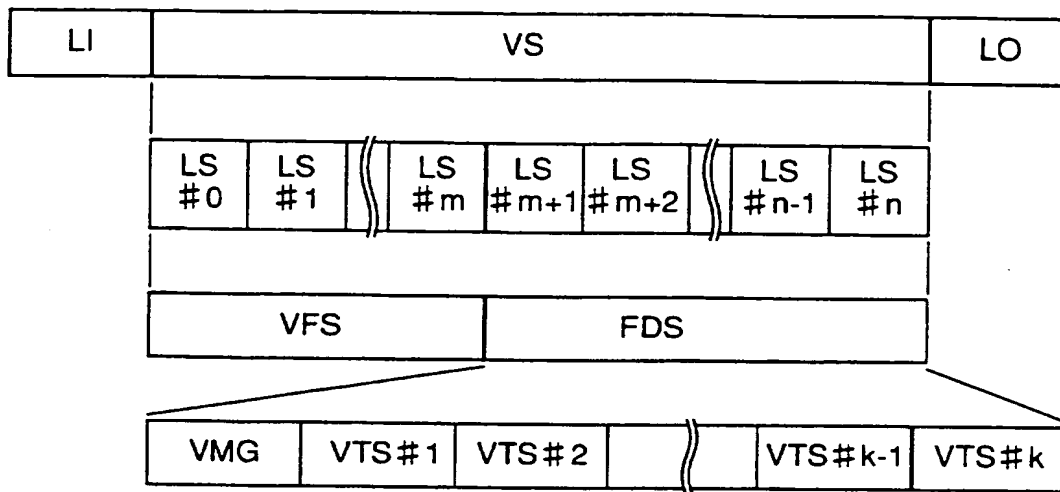 LI VS LO
LS LS LS LS LS LS LS
#0 #1 #m #m+1 #m+2 #n-1 #n
VFS FDS
VMG VTS#1 VTS#2 VTS#k-1 VTS#k